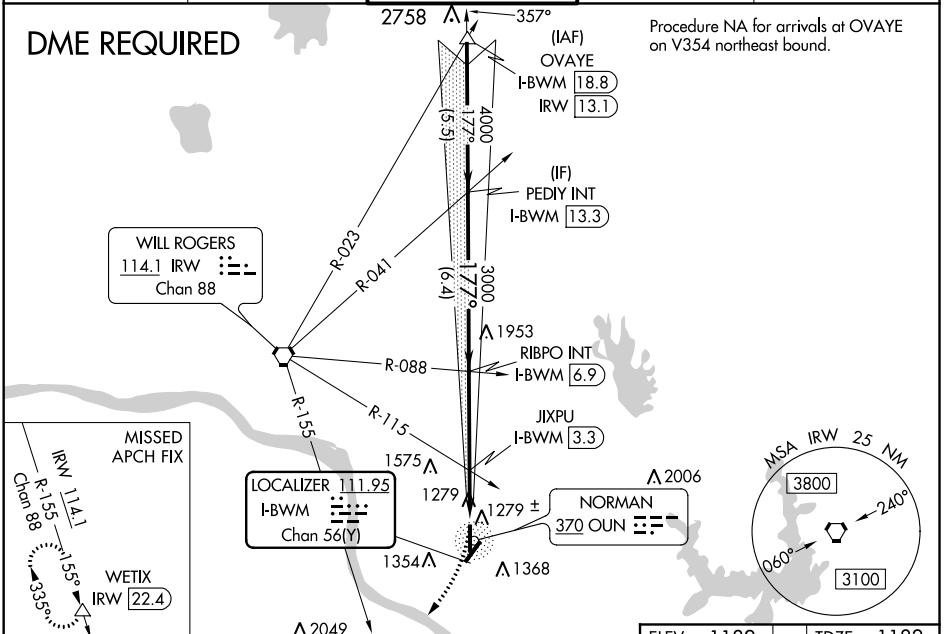 DME REQUIRED
2758
357°
Procedure NA for arrivals at OVAYE
on V354 northeast bound.
(IAF)
OVAYE
I-BWM 18.8
IRW 13.1
4000
177°
(5.5)
(IF)
PEDIY INT
I-BWM 13.3
R-023
R-041
WILL ROGERS
114.1 IRW
Chan 88
3000
177°
(6.4)
1953
RIBPO INT
I-BWM 6.9
R-088
R-115
R-155
JIXPU
I-BWM 3.3
1575
1279
1279 ±
2006
LOCALIZER 111.95
I-BWM
Chan 56(Y)
NORMAN
370 OUN
1354
1368
2049
MISSED
APCH FIX
IRW 114.1
R-155
Chan 88
155°
335°
WETIX
IRW 22.4
MSA IRW 25 NM
3800
240°
060°
3100